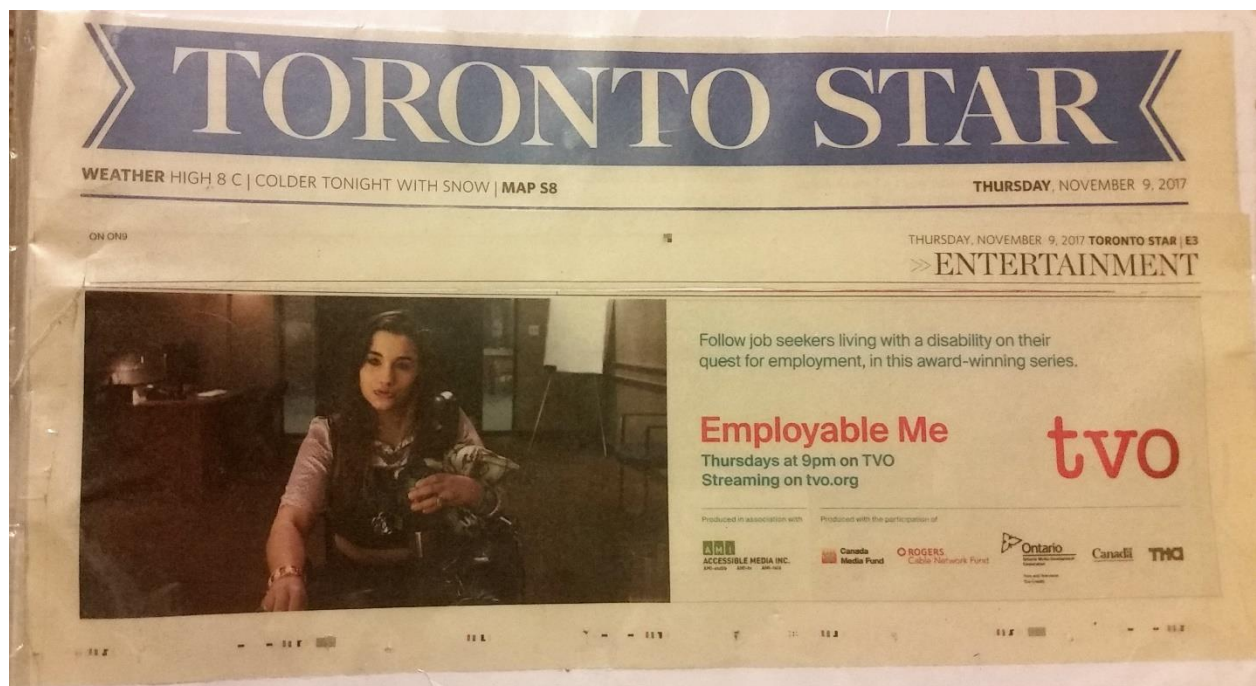 TORONTO STAR
WEATHER HIGH 8 C | COLDER TONIGHT WITH SNOW | MAP S8
THURSDAY, NOVEMBER 9, 2017
ON ON9
THURSDAY, NOVEMBER 9, 2017 TORONTO STAR | E3
>> ENTERTAINMENT
Follow job seekers living with a disability on their
quest for employment, in this award-winning series.
Employable Me
Thursdays at 9pm on TVO
Streaming on tvo.org
tvo
Produced in association with
Produced with the participation of
AMI
ACCESSIBLE MEDIA INC.
Canada
Media Fund
ROGERS
Cable Network Fund
Ontario
Canada